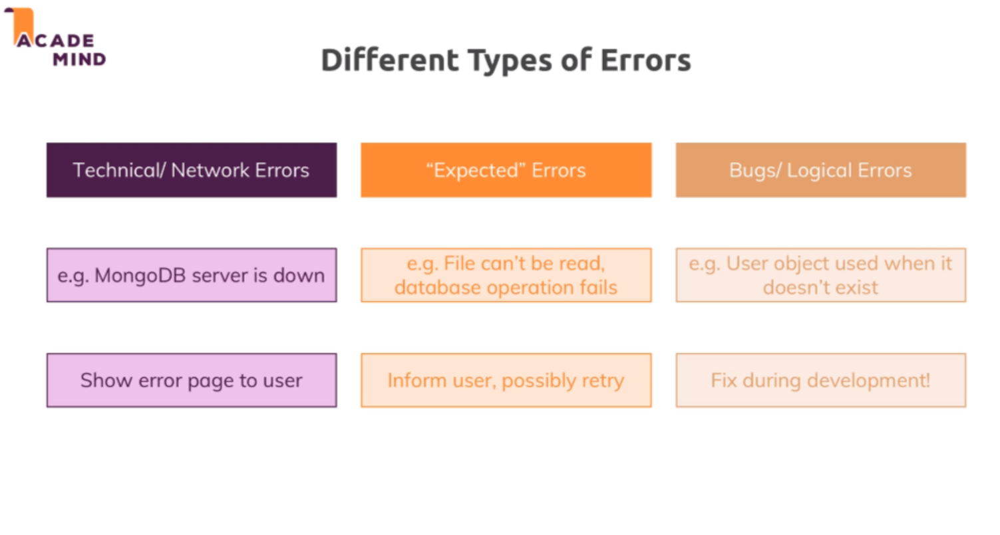 ACADE
MIND
Different Types of Errors
Technical/ Network Errors
“Expected” Errors
Bugs/ Logical Errors
e.g. MongoDB server is down
e.g. File can’t be read,
database operation fails
e.g. User object used when it
doesn’t exist
Show error page to user
Inform user, possibly retry
Fix during development!